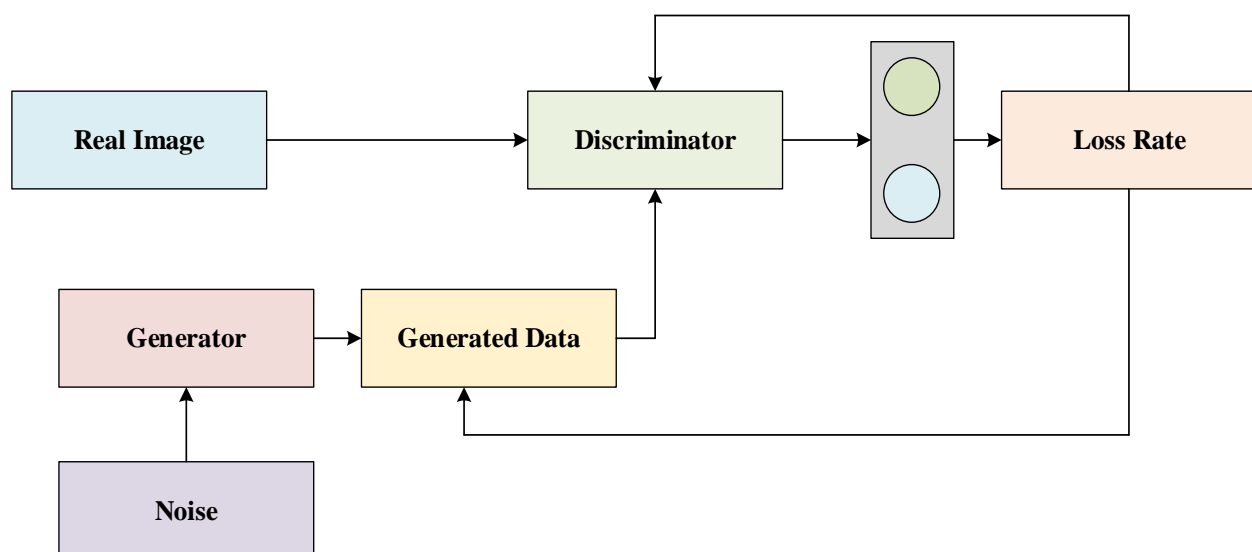 Real Image
Discriminator
Loss Rate
Generator
Generated Data
Noise